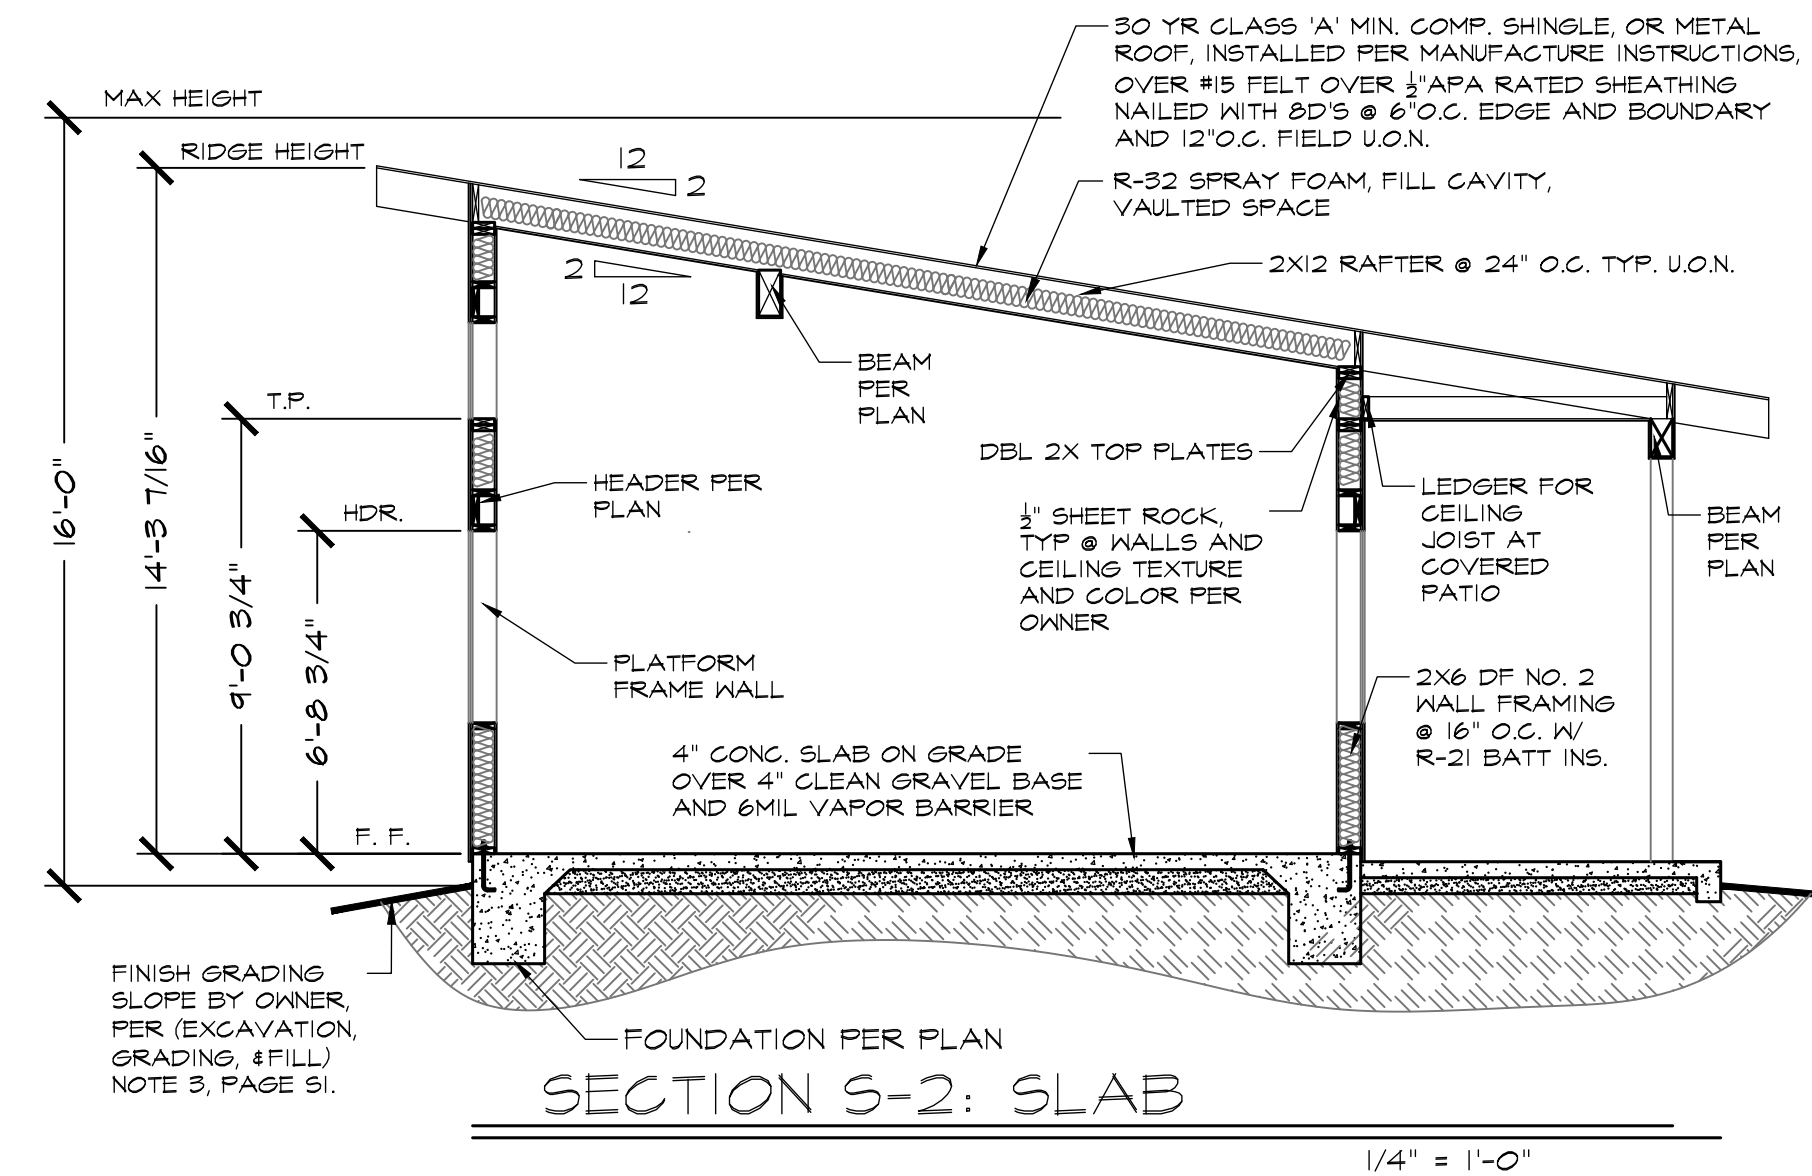 30 YR CLASS 'A' MIN. COMP. SHINGLE, OR METAL
ROOF, INSTALLED PER MANUFACTURE INSTRUCTIONS,
OVER #15 FELT OVER ½"APA RATED SHEATHING
NAILED WITH 8D'S @ 6"O.C. EDGE AND BOUNDARY
AND 12"O.C. FIELD U.O.N.
MAX HEIGHT
RIDGE HEIGHT
12
2
R-32 SPRAY FOAM, FILL CAVITY,
VAULTED SPACE
2X12 RAFTER @ 24" O.C. TYP. U.O.N.
2
12
BEAM
PER
PLAN
T.P.
DBL 2X TOP PLATES
HEADER PER
PLAN
HDR.
16'-0"
14'-3 7/16"
9'-0 3/4"
6'-8 3/4"
½" SHEET ROCK,
TYP @ WALLS AND
CEILING TEXTURE
AND COLOR PER
OWNER
LEDGER FOR
CEILING
JOIST AT
COVERED
PATIO
BEAM
PER
PLAN
PLATFORM
FRAME WALL
2X6 DF NO. 2
WALL FRAMING
@ 16" O.C. W/
R-21 BATT INS.
4" CONC. SLAB ON GRADE
OVER 4" CLEAN GRAVEL BASE
AND 6MIL VAPOR BARRIER
F. F.
FINISH GRADING
SLOPE BY OWNER,
PER (EXCAVATION,
GRADING, &FILL)
NOTE 3, PAGE S1.
FOUNDATION PER PLAN
SECTION S-2: SLAB
1/4" = 1'-0"